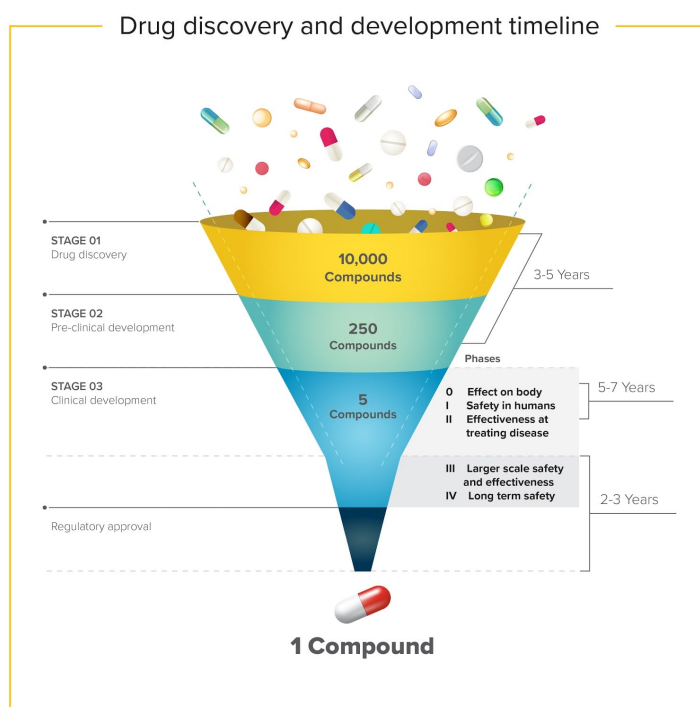 Drug discovery and development timeline
STAGE 01
Drug discovery
10,000
Compounds
3-5 Years
STAGE 02
Pre-clinical development
250
Compounds
Phases
STAGE 03
Clinical development
5
Compounds
0 Effect on body
I Safety in humans
II Effectiveness at
treating disease
5-7 Years
III Larger scale safety
and effectiveness
IV Long term safety
2-3 Years
Regulatory approval
1 Compound